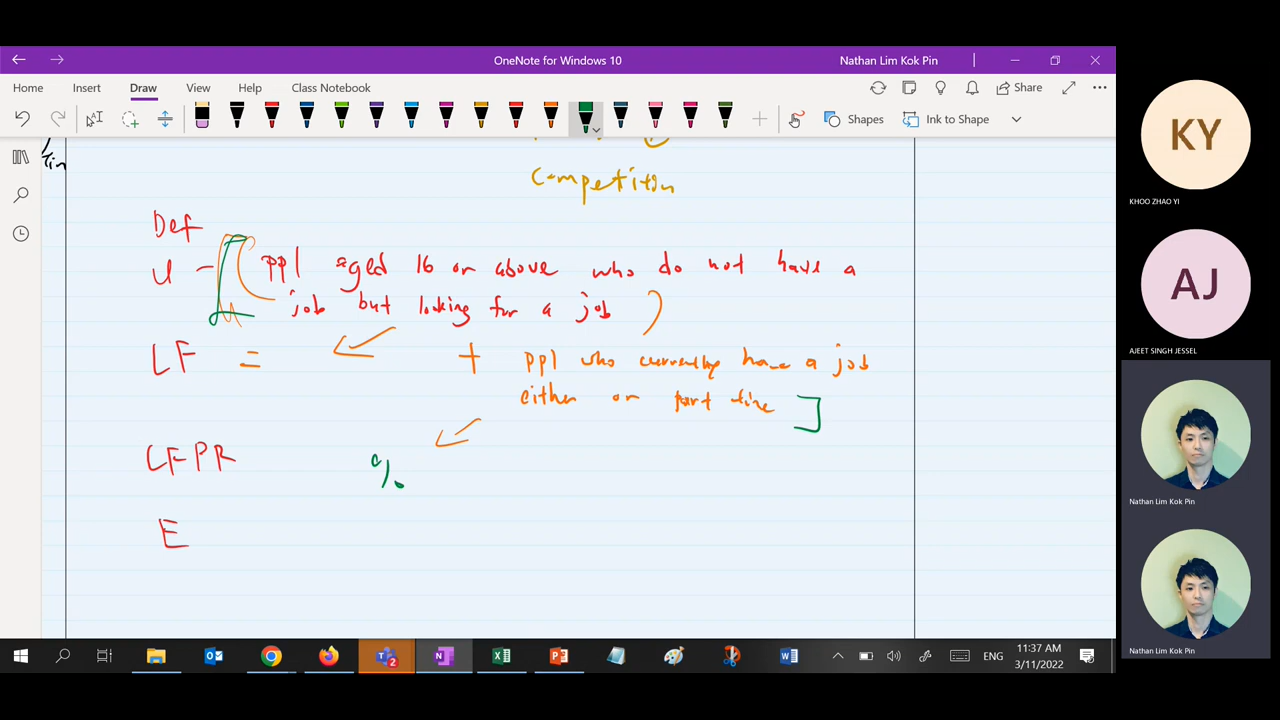 OneNote for Windows 10
Nathan Lim Kok Pin
Home Insert Draw View Help Class Notebook
Share
Shapes
Ink to Shape
Tin
Competition
Def
U - ( ppl aged 16 or above who do not have a
job but looking for a job )
LF = + ppl who currently have a job
either or part time ]
LFPR %
E
KY
KHOO ZHAO YI
AJ
AJEET SINGH JESSEL
Nathan Lim Kok Pin
Nathan Lim Kok Pin
2
N
ENG
11:37 AM
3/11/2022